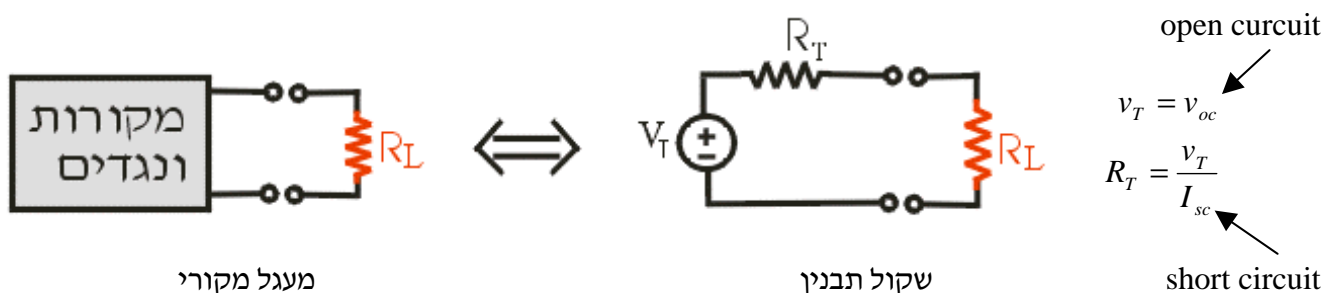 open curcuit
R_T
v_T = v_oc
מקורות
ונגדים
R_L
V_T
+
−
R_L
R_T = v_T / I_sc
מעגל מקורי
שקול תבנין
short circuit